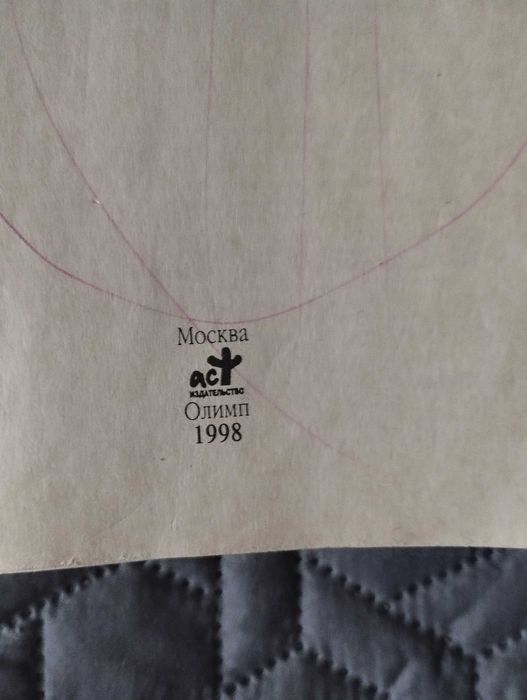 Москва
аст
издательство
Олимп
1998